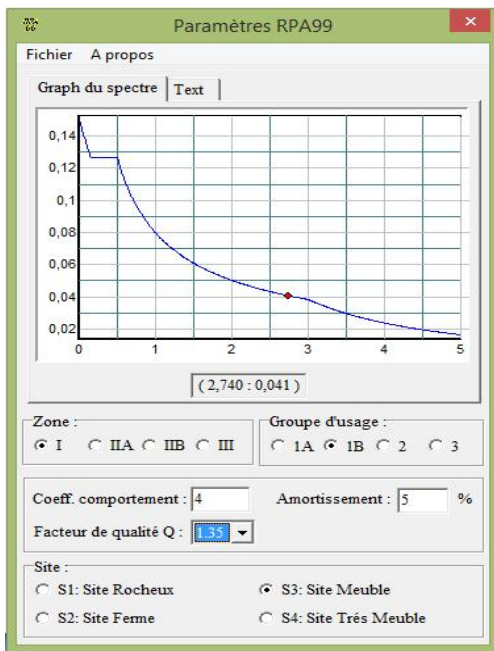 Paramètres RPA99
Fichier A propos
Graph du spectre Text
0,14
0,12
0,1
0,08
0,06
0,04
0,02
0 1 2 3 4 5
( 2,740 : 0,041 )
Zone :
I IIA IIB III
Groupe d'usage :
1A 1B 2 3
Coeff. comportement : 4 Amortissement : 5 %
Facteur de qualité Q : 1.35
Site :
S1: Site Rocheux S3: Site Meuble
S2: Site Ferme S4: Site Trés Meuble